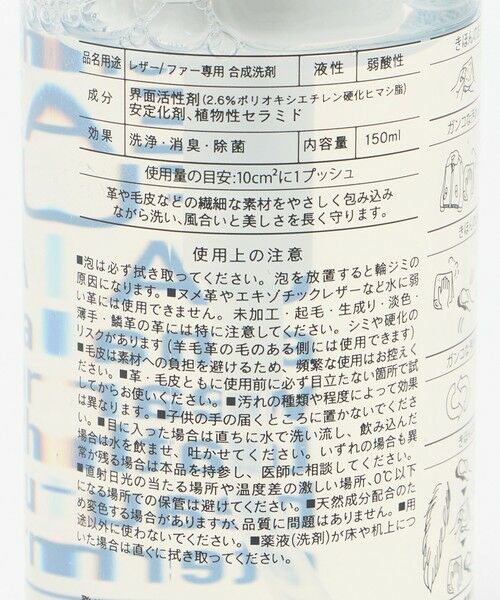 品名用途 レザー/ファー専用 合成洗剤 液性 弱酸性
成分 界面活性剤(2.6%ポリオキシエチレン硬化ヒマシ脂)
安定化剤、植物性セラミド
効果 洗浄・消臭・除菌 内容量 150ml
使用量の目安:10cm²に1プッシュ
革や毛皮などの繊細な素材をやさしく包み込み
ながら洗い、風合いと美しさを長く守ります。
使用上の注意
■泡は必ず拭き取ってください。泡を放置すると輪ジミの
原因になります。■ヌメ革やエキゾチックレザーなど水に弱
い革には使用できません。未加工・起毛・生成り・淡色・
薄手・鱗革の革には特に注意してください。シミや硬化の
リスクがあります(羊毛革の毛のある側には使用できます)
■毛皮は素材への負担を避けるため、頻繁な使用はお控えく
ださい。■革・毛皮ともに使用前に必ず目立たない箇所で試
してからお使いください。■汚れの種類や程度によって効果
は異なります。■子供の手の届くところに置かないでくださ
い。■目に入った場合は直ちに水で洗い流し、飲み込んだ
場合は水を飲ませ、吐かせてください。いずれの場合も異
常が残る場合は本品を持参し、医師に相談してください。
■直射日光の当たる場所や温度差の激しい場所、0℃以下
になる場所での保管は避けてください。■天然成分配合のた
め変色する場合がありますが、品質に問題はありません。■用
途以外に使わないでください。■薬液(洗剤)が床や机上につ
いた場合は直ちに拭き取ってください。
きほんの
ガンコな
きほんの
ガンコ